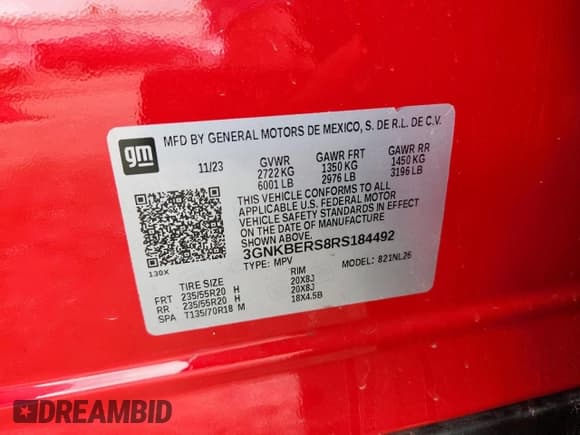 gm
MFD BY GENERAL MOTORS DE MEXICO, S. DE R.L. DE C.V.
11/23 GVWR GAWR FRT GAWR RR
2722 KG 1350 KG 1450 KG
6001 LB 2976 LB 3196 LB
THIS VEHICLE CONFORMS TO ALL
APPLICABLE U.S. FEDERAL MOTOR
VEHICLE SAFETY STANDARDS IN EFFECT
ON THE DATE OF MANUFACTURE
SHOWN ABOVE.
3GNKBERS8RS184492
130X
TYPE: MPV MODEL: 821NL26
TIRE SIZE RIM
FRT 235/55R20 H 20X8J
RR 235/55R20 H 20X8J
SPA T135/70R18 M 18X4.5B
DREAMBID